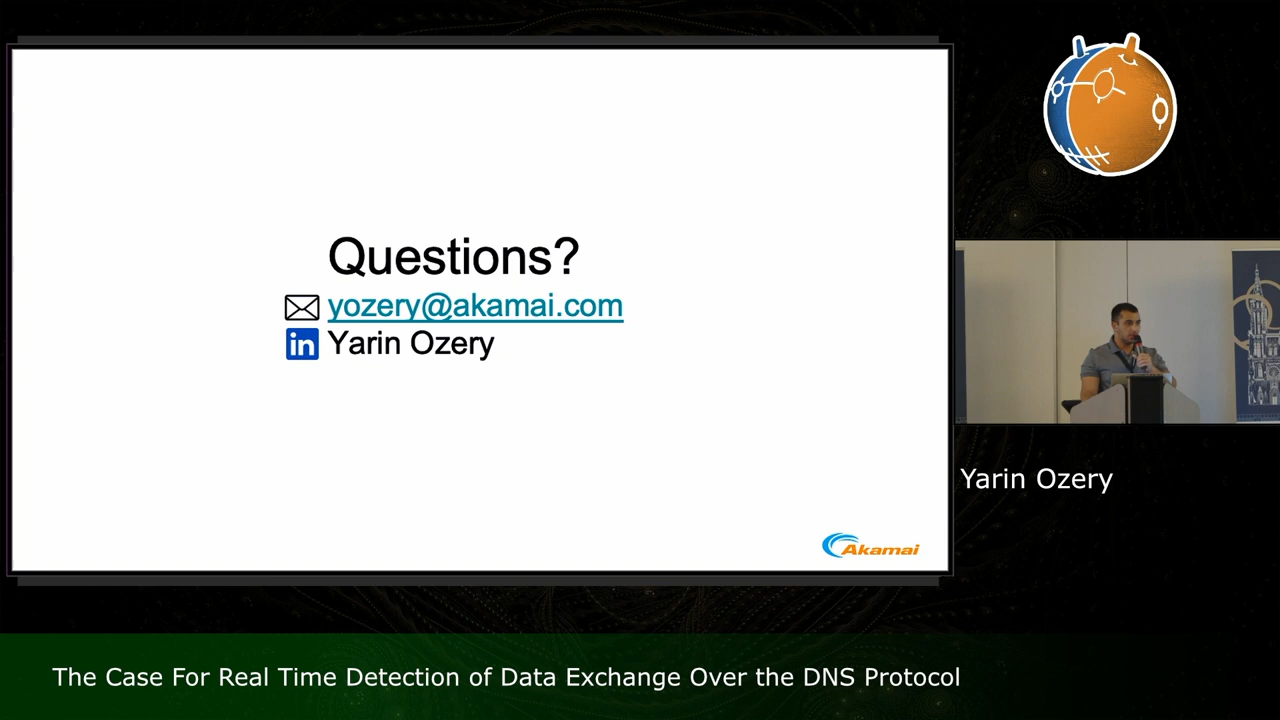 Questions?
yozery@akamai.com
in Yarin Ozery
Akamai
Yarin Ozery
The Case For Real Time Detection of Data Exchange Over the DNS Protocol